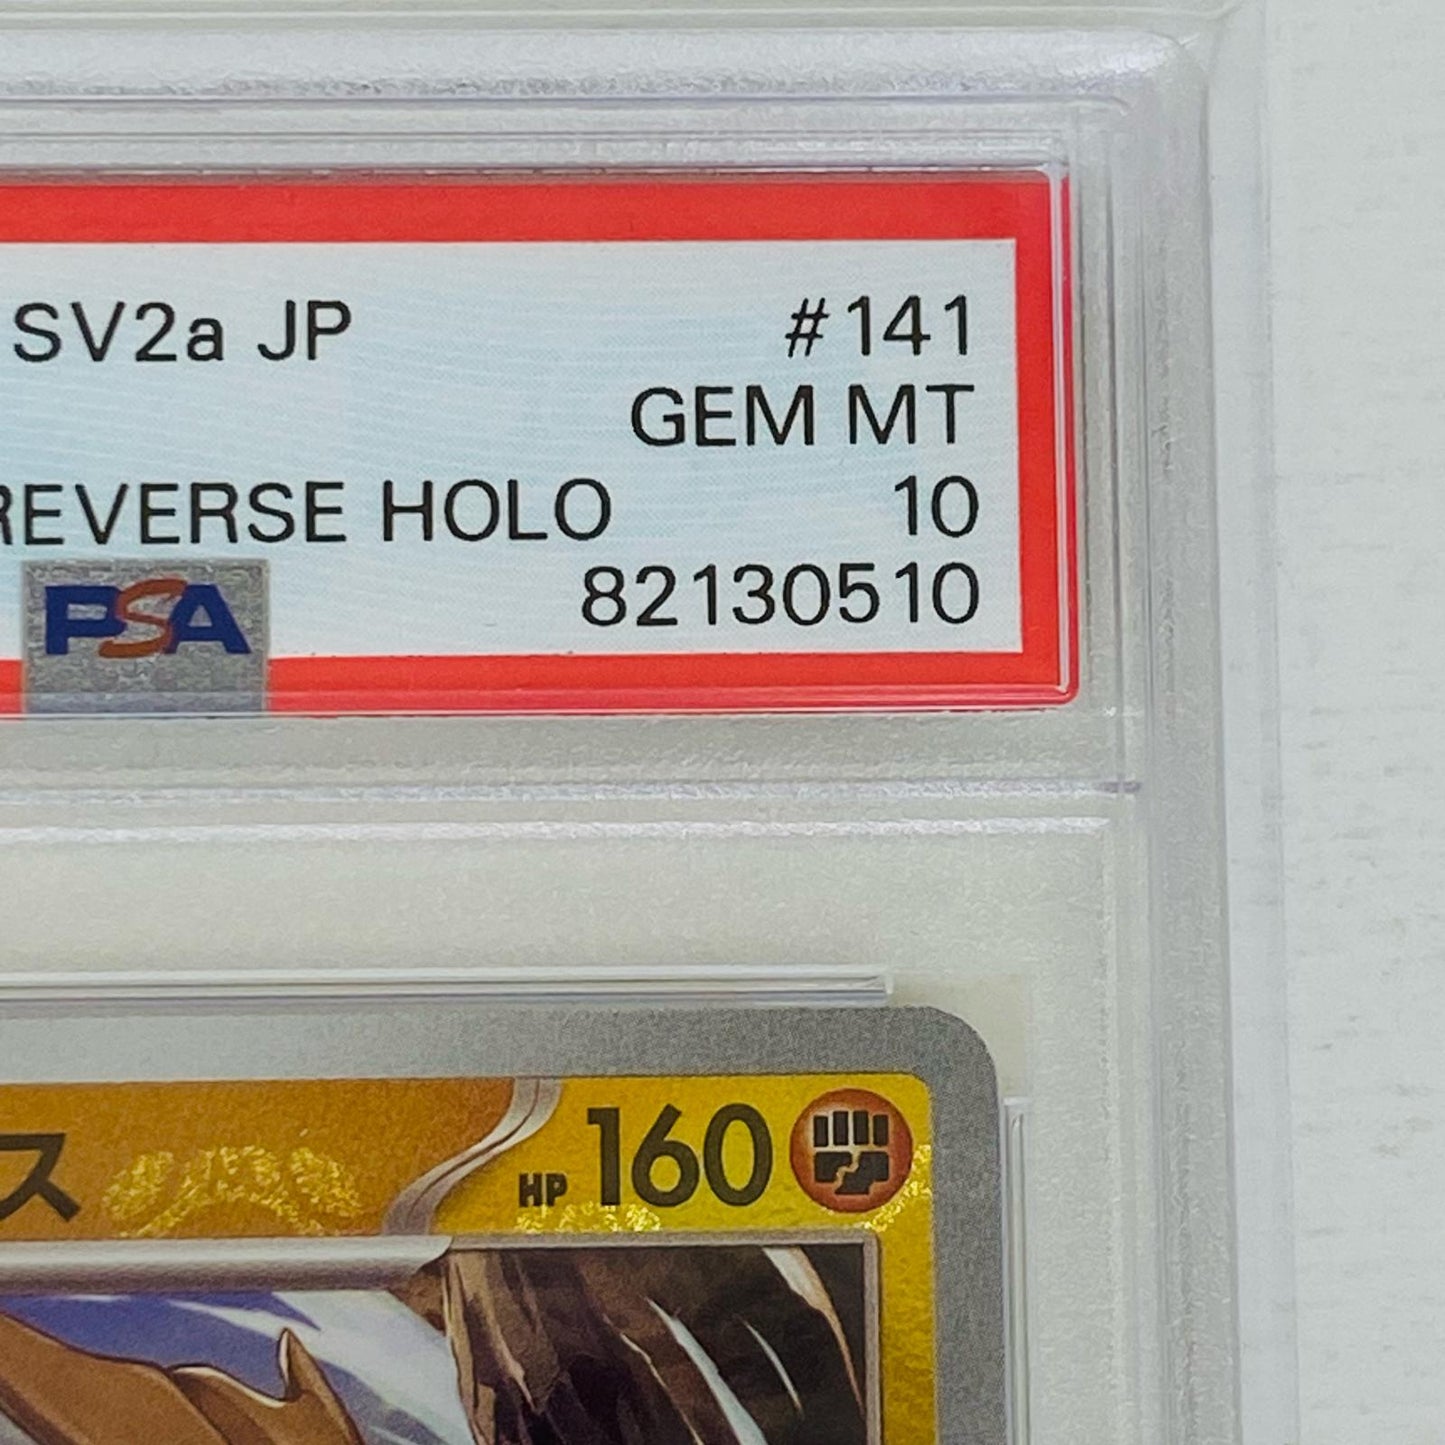 SV2a JP #141
GEM MT
REVERSE HOLO 10
PSA 82130510
ス HP 160